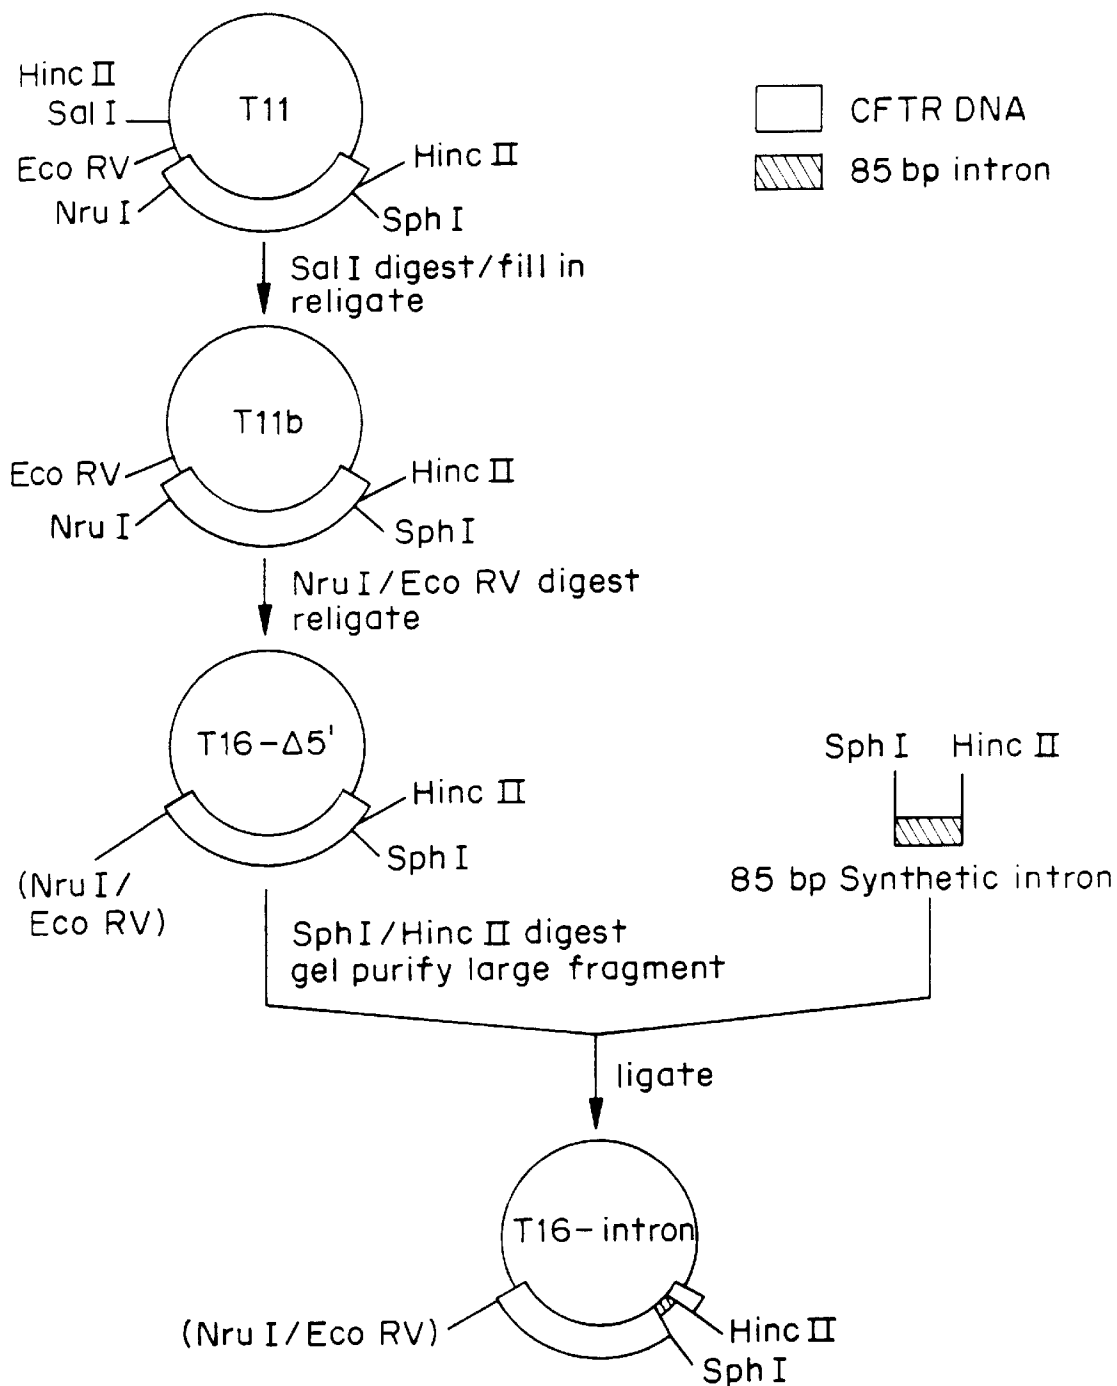 Hinc II
Sal I
T11
Eco RV
Nru I
Hinc II
Sph I
CFTR DNA
85 bp intron
Sal I digest/fill in
religate
T11b
Eco RV
Nru I
Hinc II
Sph I
Nru I/Eco RV digest
religate
T16-Δ5'
Hinc II
Sph I
(Nru I/
Eco RV)
Sph I Hinc II
85 bp Synthetic intron
Sph I/Hinc II digest
gel purify large fragment
ligate
T16-intron
(Nru I/Eco RV)
Hinc II
Sph I